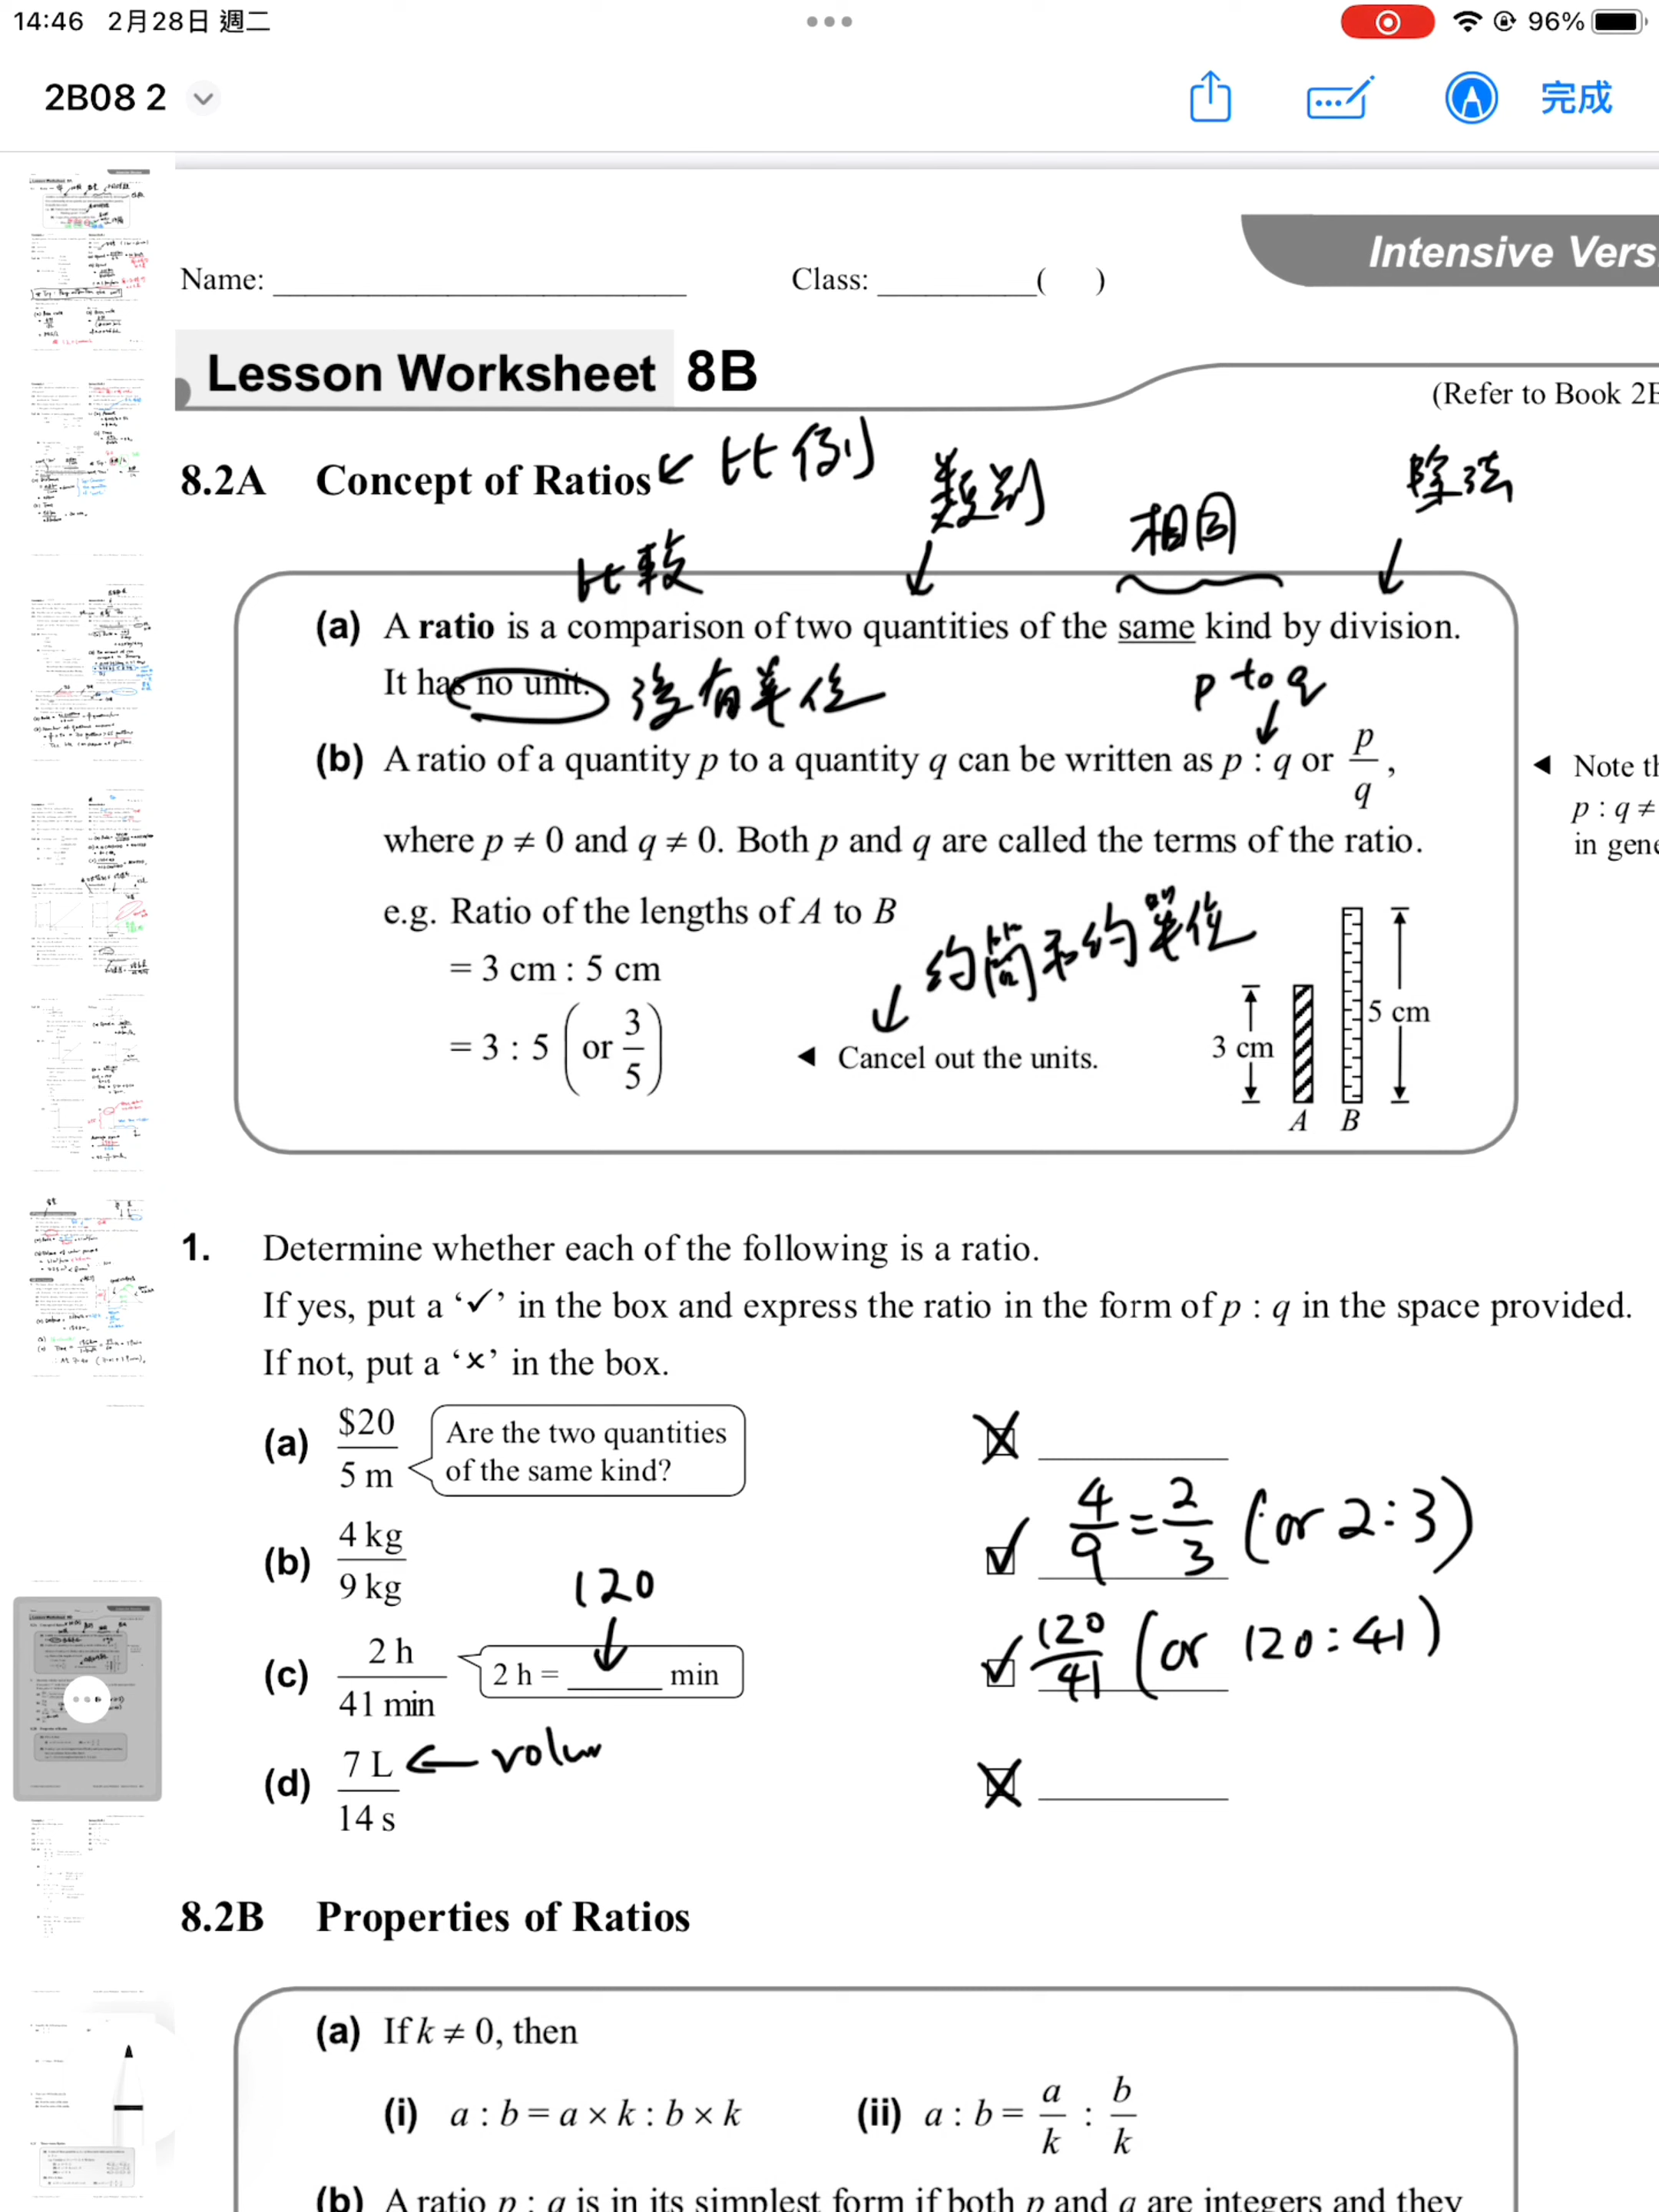 14:46 2月28日 週二
96%
2B08 2
完成
Intensive Vers
Name: Class: ( )
Lesson Worksheet 8B
(Refer to Book 2B
8.2A Concept of Ratios
比例
類別
相同
除法
比較
(a) A ratio is a comparison of two quantities of the same kind by division.
It has no unit.
沒有單位
p to q
(b) A ratio of a quantity p to a quantity q can be written as p : q or p/q,
where p ≠ 0 and q ≠ 0. Both p and q are called the terms of the ratio.
◄ Note th
p : q ≠
in gene
e.g. Ratio of the lengths of A to B
= 3 cm : 5 cm
= 3 : 5 (or 3/5)
約簡和約單位
◄ Cancel out the units.
3 cm
5 cm
A B
1. Determine whether each of the following is a ratio.
If yes, put a ‘✓’ in the box and express the ratio in the form of p : q in the space provided.
If not, put a ‘×’ in the box.
(a) $20/5 m
Are the two quantities
of the same kind?
(b) 4 kg/9 kg
4/9 = 2/3 (or 2:3)
120
(c) 2 h/41 min
2 h = ______ min
120/41 (or 120:41)
(d) 7 L/14 s
8.2B Properties of Ratios
(a) If k ≠ 0, then
(i) a : b = a × k : b × k
(ii) a : b = a/k : b/k
(b) A ratio p : q is in its simplest form if both p and q are integers and they